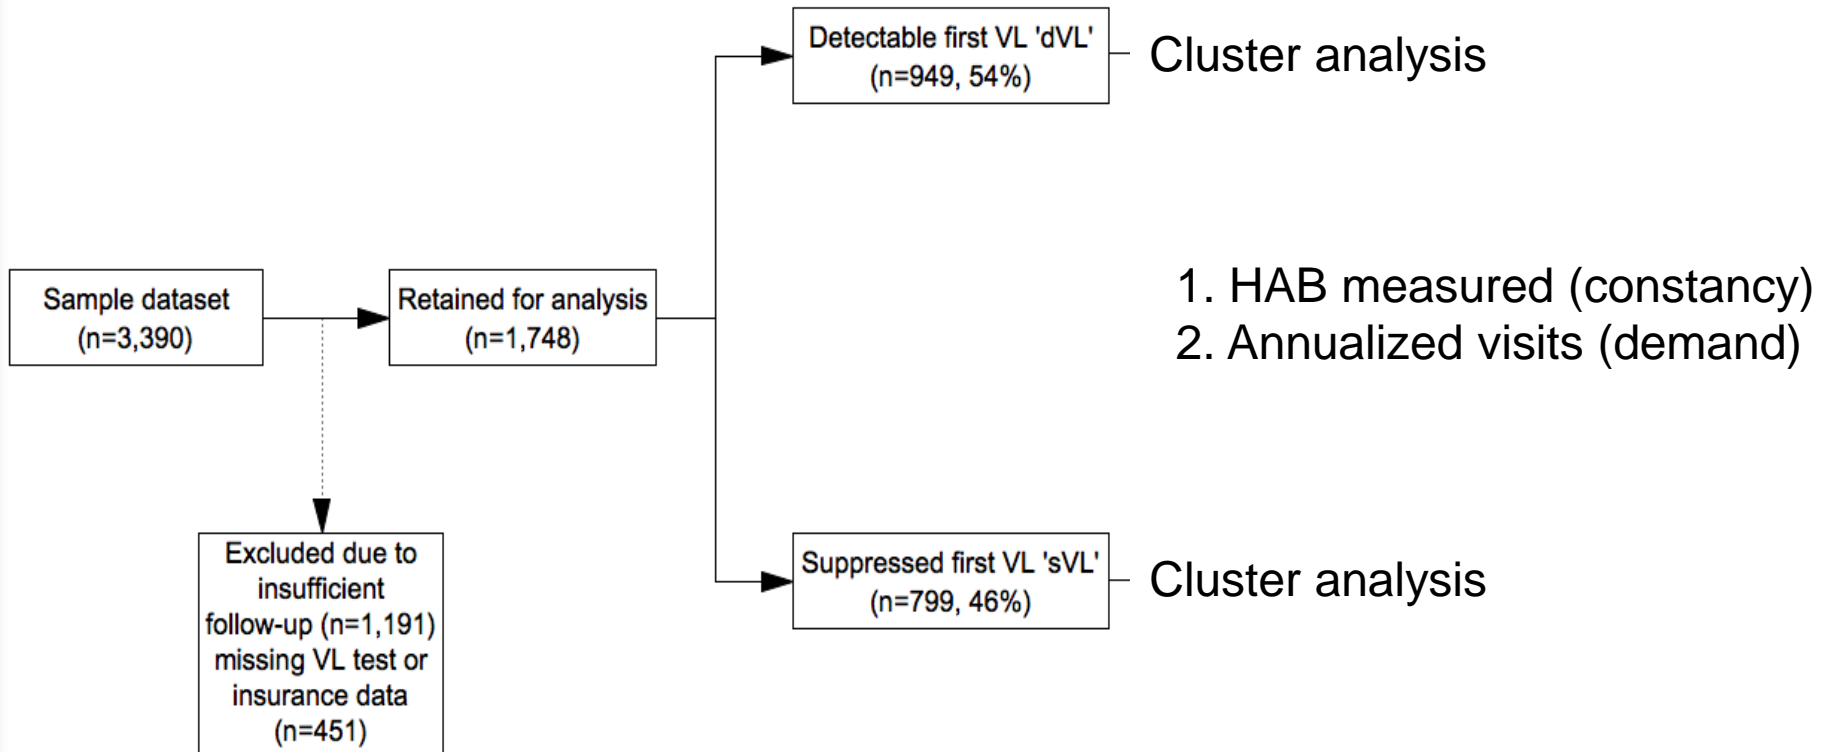 Detectable first VL 'dVL'
(n=949, 54%)
Cluster analysis
Sample dataset
(n=3,390)
Retained for analysis
(n=1,748)
1. HAB measured (constancy)
2. Annualized visits (demand)
Excluded due to
insufficient
follow-up (n=1,191)
missing VL test or
insurance data
(n=451)
Suppressed first VL 'sVL'
(n=799, 46%)
Cluster analysis